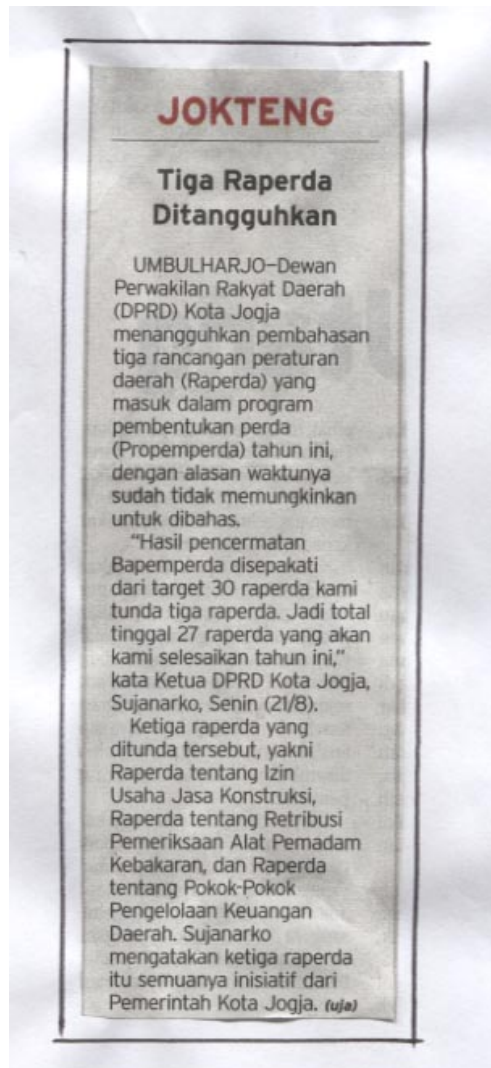 JOKTENG
Tiga Raperda
Ditangguhkan
UMBULHARJO—Dewan
Perwakilan Rakyat Daerah
(DPRD) Kota Jogja
menangguhkan pembahasan
tiga rancangan peraturan
daerah (Raperda) yang
masuk dalam program
pembentukan perda
(Propemperda) tahun ini,
dengan alasan waktunya
sudah tidak memungkinkan
untuk dibahas.
“Hasil pencermatan
Bapemperda disepakati
dari target 30 raperda kami
tunda tiga raperda. Jadi total
tinggal 27 raperda yang akan
kami selesaikan tahun ini,”
kata Ketua DPRD Kota Jogja,
Sujanarko, Senin (21/8).
Ketiga raperda yang
ditunda tersebut, yakni
Raperda tentang Izin
Usaha Jasa Konstruksi,
Raperda tentang Retribusi
Pemeriksaan Alat Pemadam
Kebakaran, dan Raperda
tentang Pokok-Pokok
Pengelolaan Keuangan
Daerah. Sujanarko
mengatakan ketiga raperda
itu semuanya inisiatif dari
Pemerintah Kota Jogja. (uja)